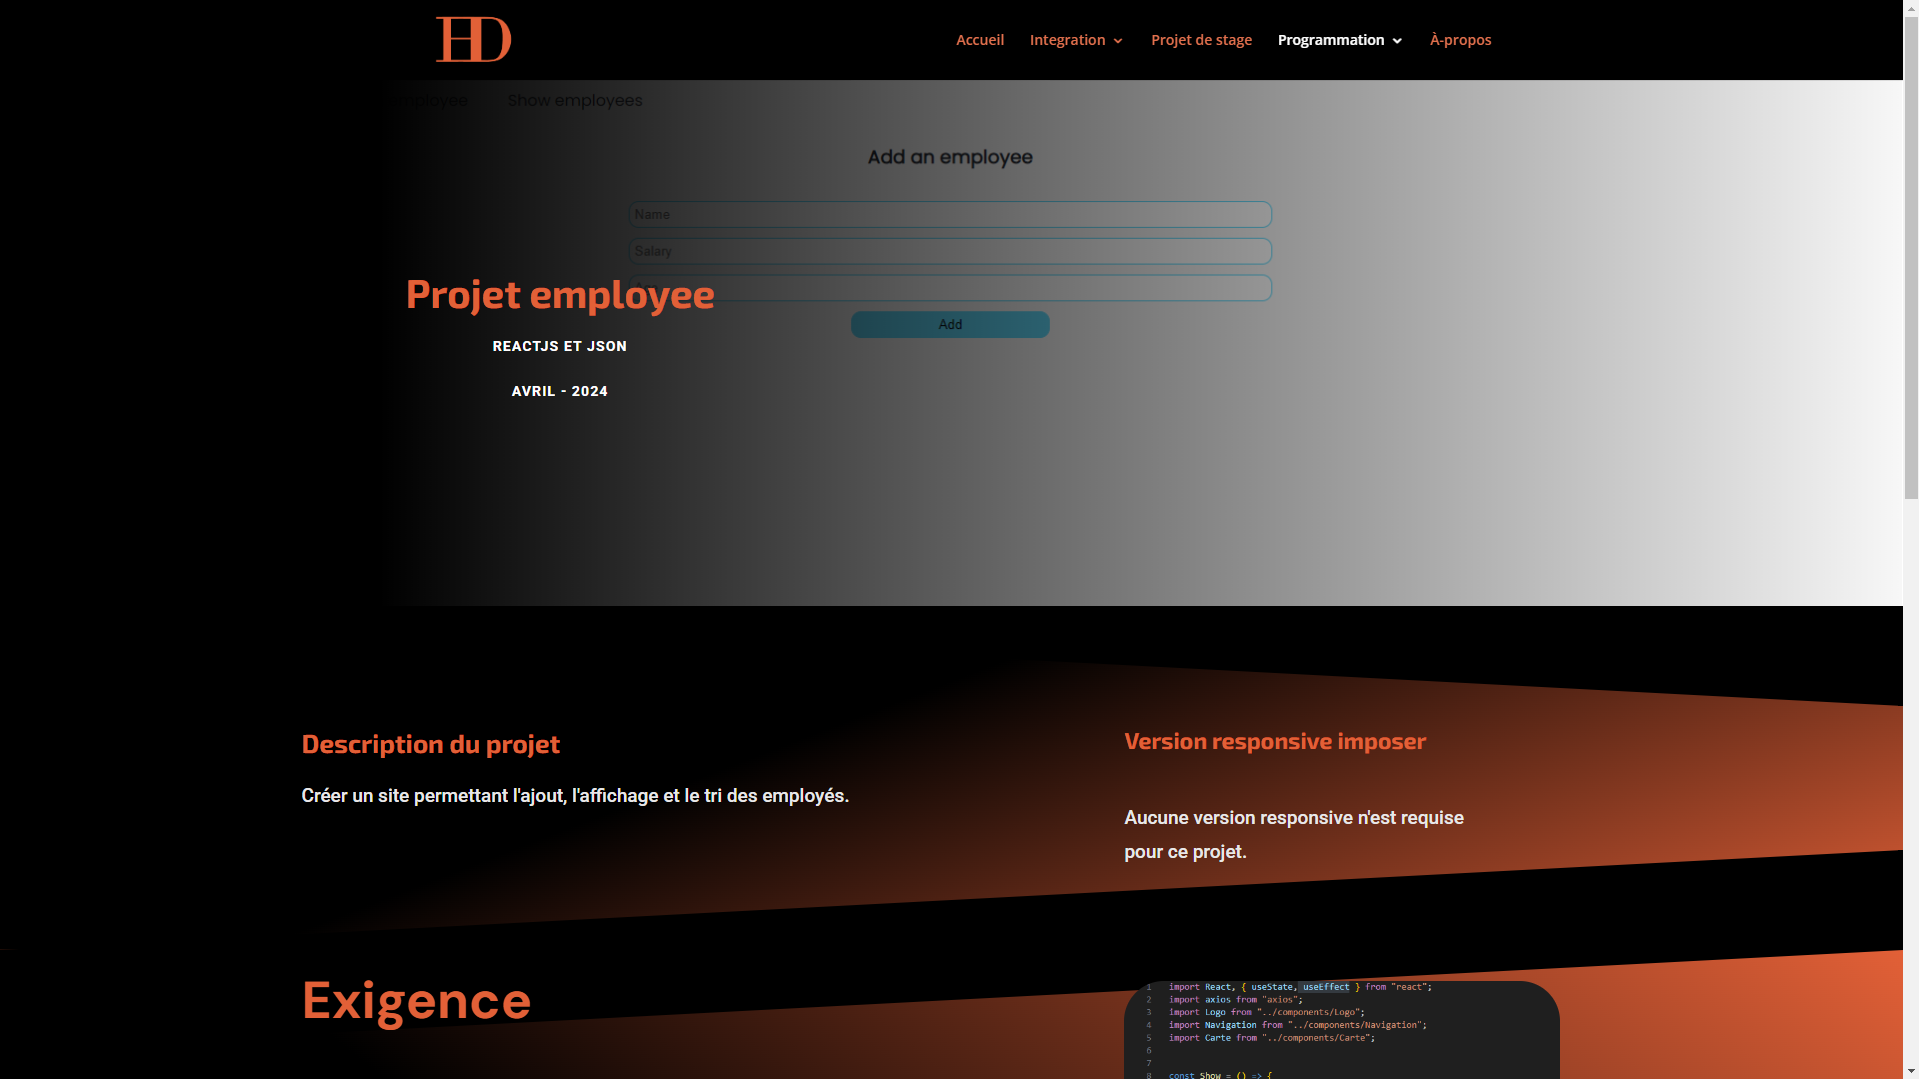 HD
Accueil
Integration
Projet de stage
Programmation
À-propos
employee
Show employees
Add an employee
Name
Salary
Projet employee
Add
REACTJS ET JSON
AVRIL - 2024
Description du projet
Créer un site permettant l'ajout, l'affichage et le tri des employés.
Version responsive imposer
Aucune version responsive n'est requise
pour ce projet.
Exigence
1 import React, { useState, useEffect } from "react";
2 import axios from "axios";
3 import Logo from "../components/Logo";
4 import Navigation from "../components/Navigation";
5 import Carte from "../components/Carte";
6
7
8 const Show = () => {